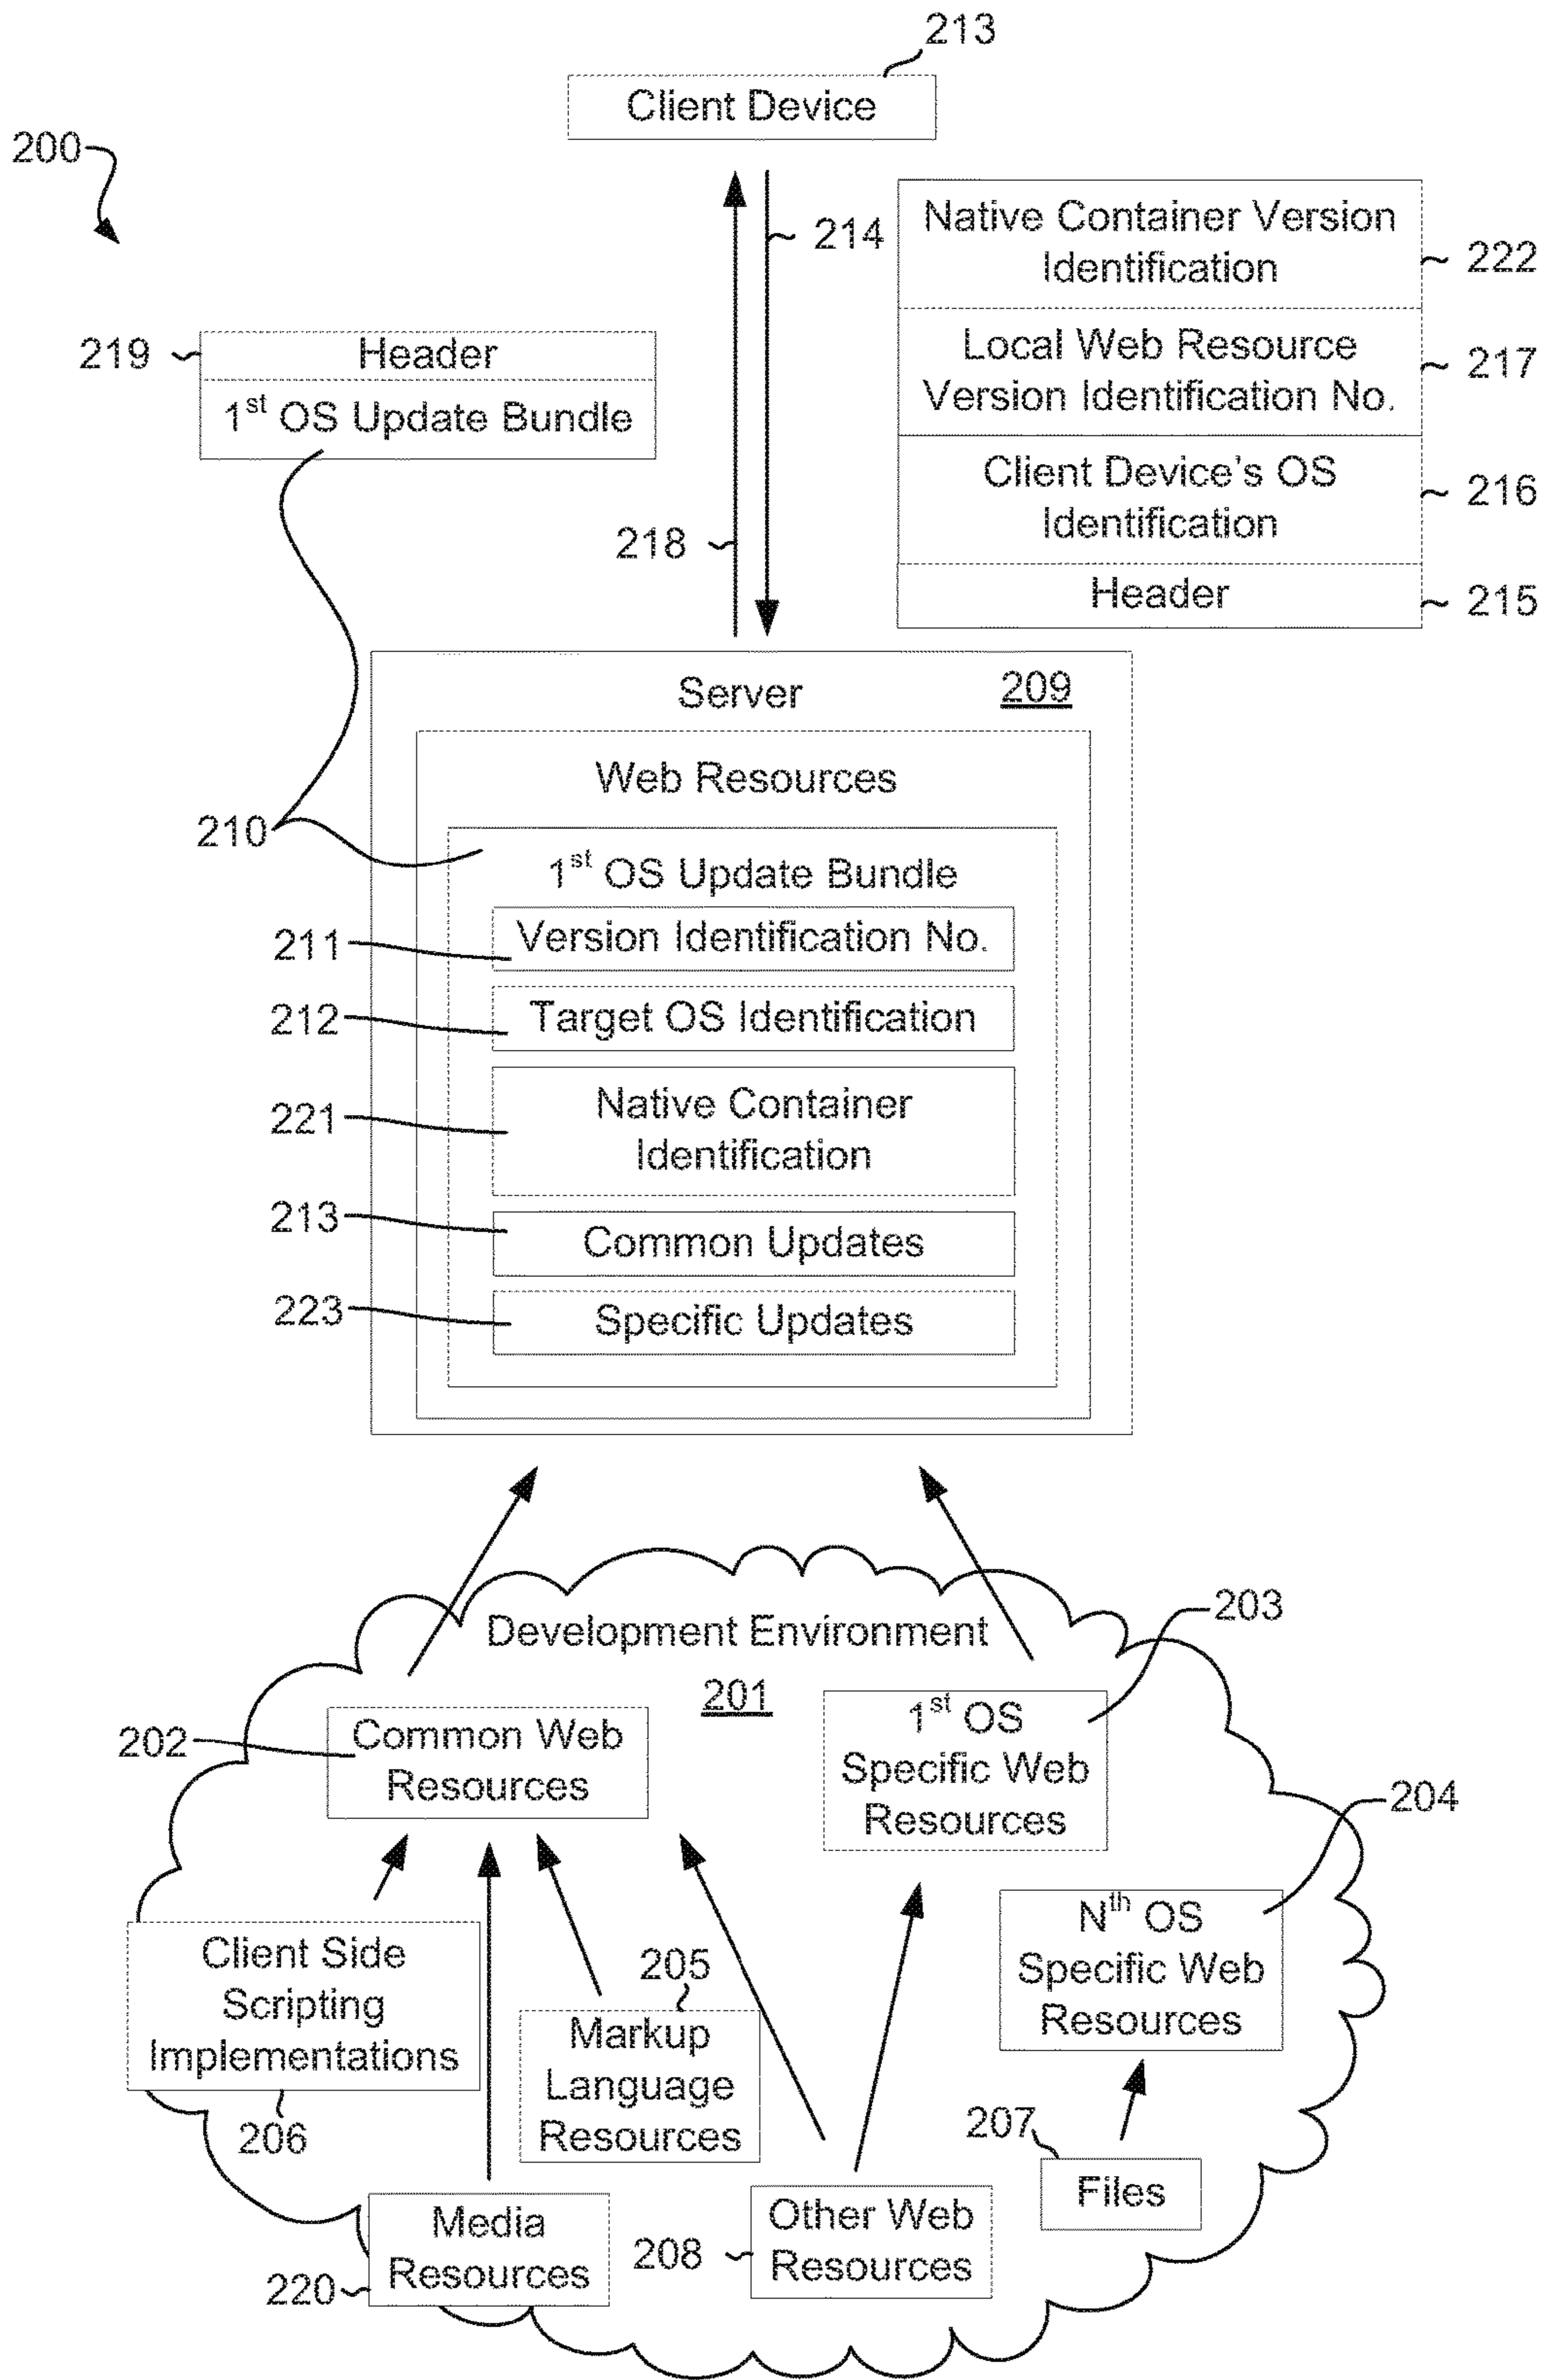 213
Client Device
200
214
Native Container Version
Identification
222
Local Web Resource
Version Identification No.
217
Client Device's OS
Identification
216
Header
215
219
Header
1st OS Update Bundle
218
Server
209
Web Resources
210
1st OS Update Bundle
211
Version Identification No.
212
Target OS Identification
221
Native Container
Identification
213
Common Updates
223
Specific Updates
Development Environment
201
203
202
Common Web
Resources
1st OS
Specific Web
Resources
204
Client Side
Scripting
Implementations
206
205
Markup
Language
Resources
Nth OS
Specific Web
Resources
207
Files
Media
Resources
220
208
Other Web
Resources